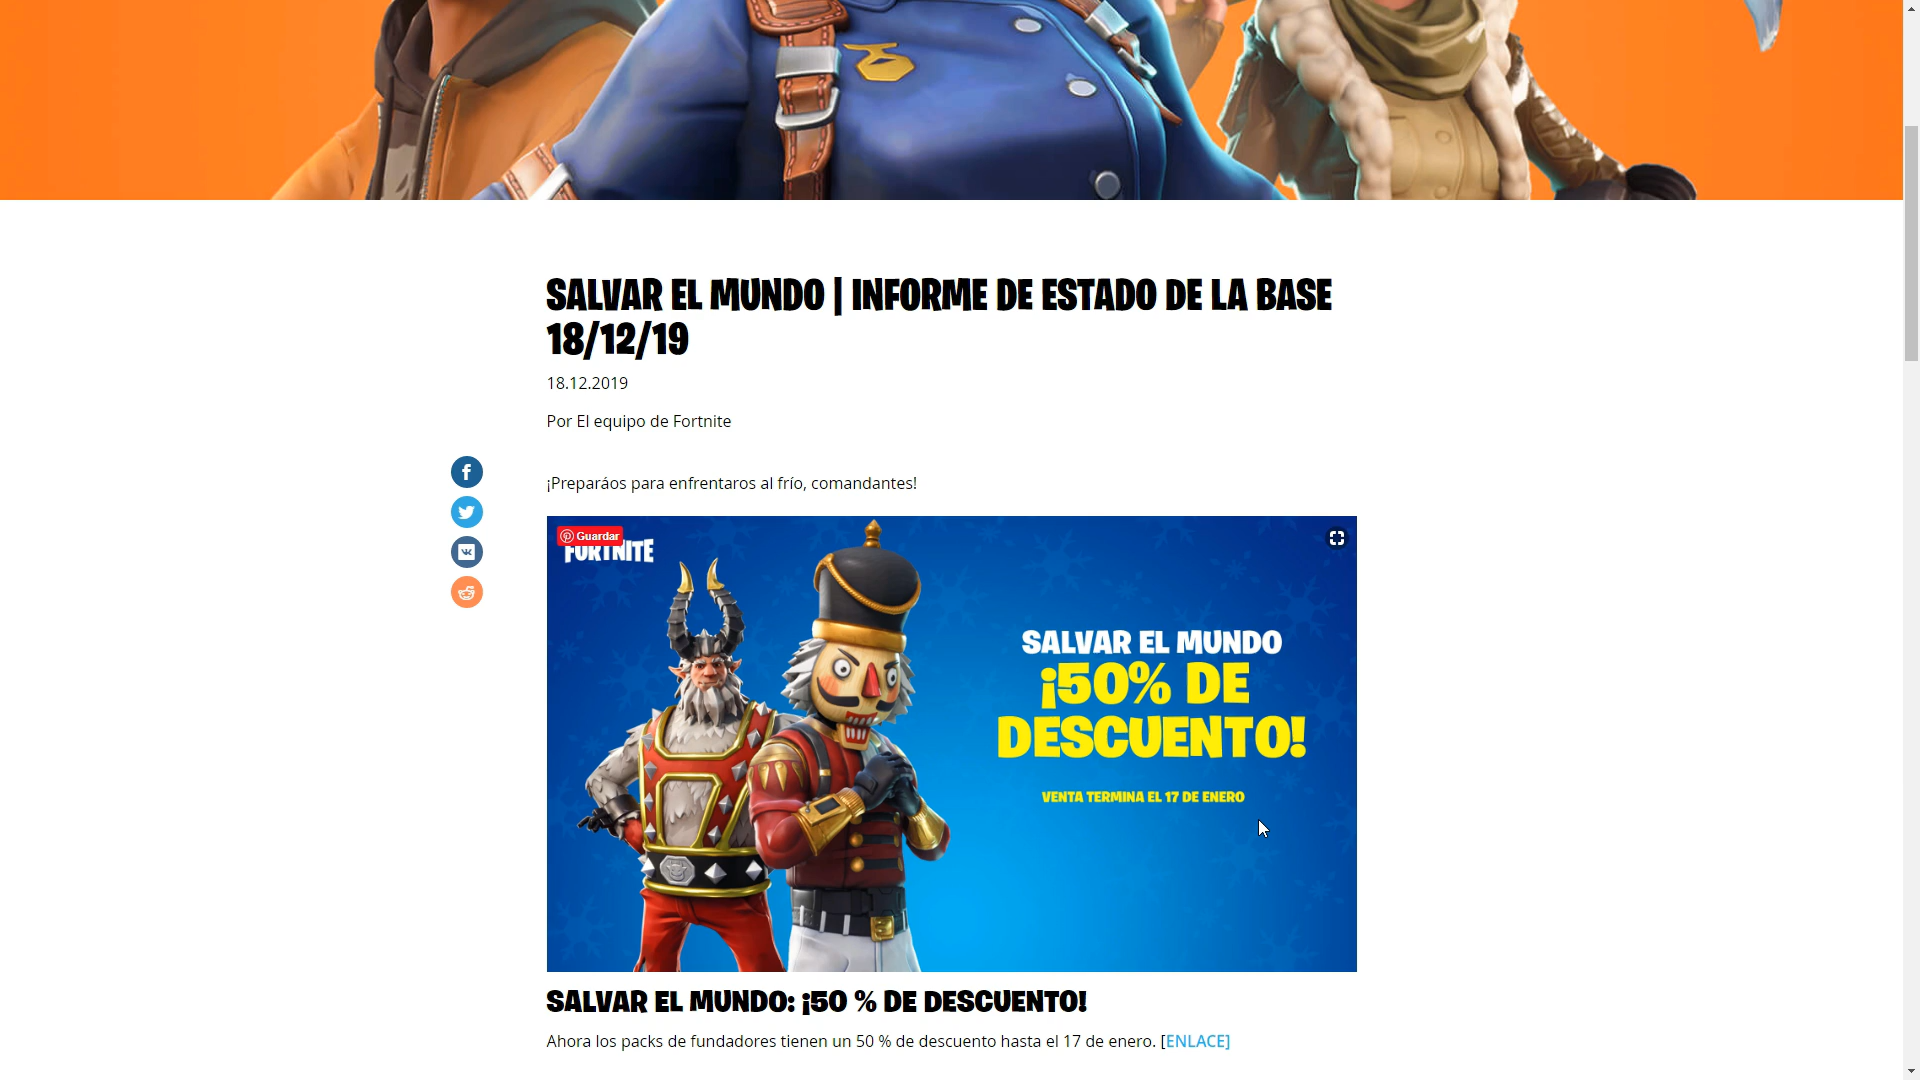 SALVAR EL MUNDO | INFORME DE ESTADO DE LA BASE
18/12/19
18.12.2019
Por El equipo de Fortnite
¡Preparáos para enfrentaros al frío, comandantes!
Guardar
FORTNITE
SALVAR EL MUNDO
¡50% DE
DESCUENTO!
VENTA TERMINA EL 17 DE ENERO
SALVAR EL MUNDO: ¡50 % DE DESCUENTO!
Ahora los packs de fundadores tienen un 50 % de descuento hasta el 17 de enero. [ENLACE]